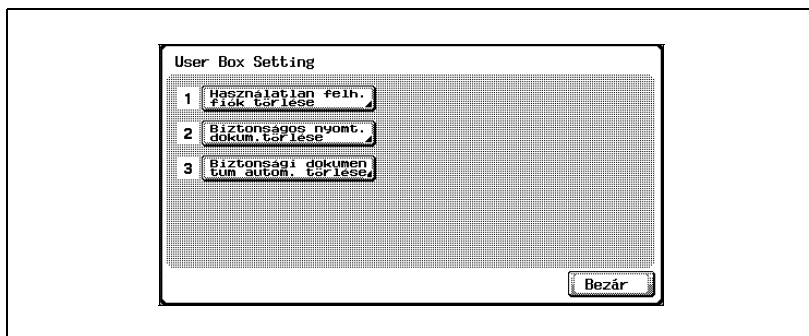 User Box Setting
1 Használatlan felh.
fiók törlése
2 Biztonságos nyomt.
dokum.törlése
3 Biztonsági dokumen
tum autom. törlése
Bezár